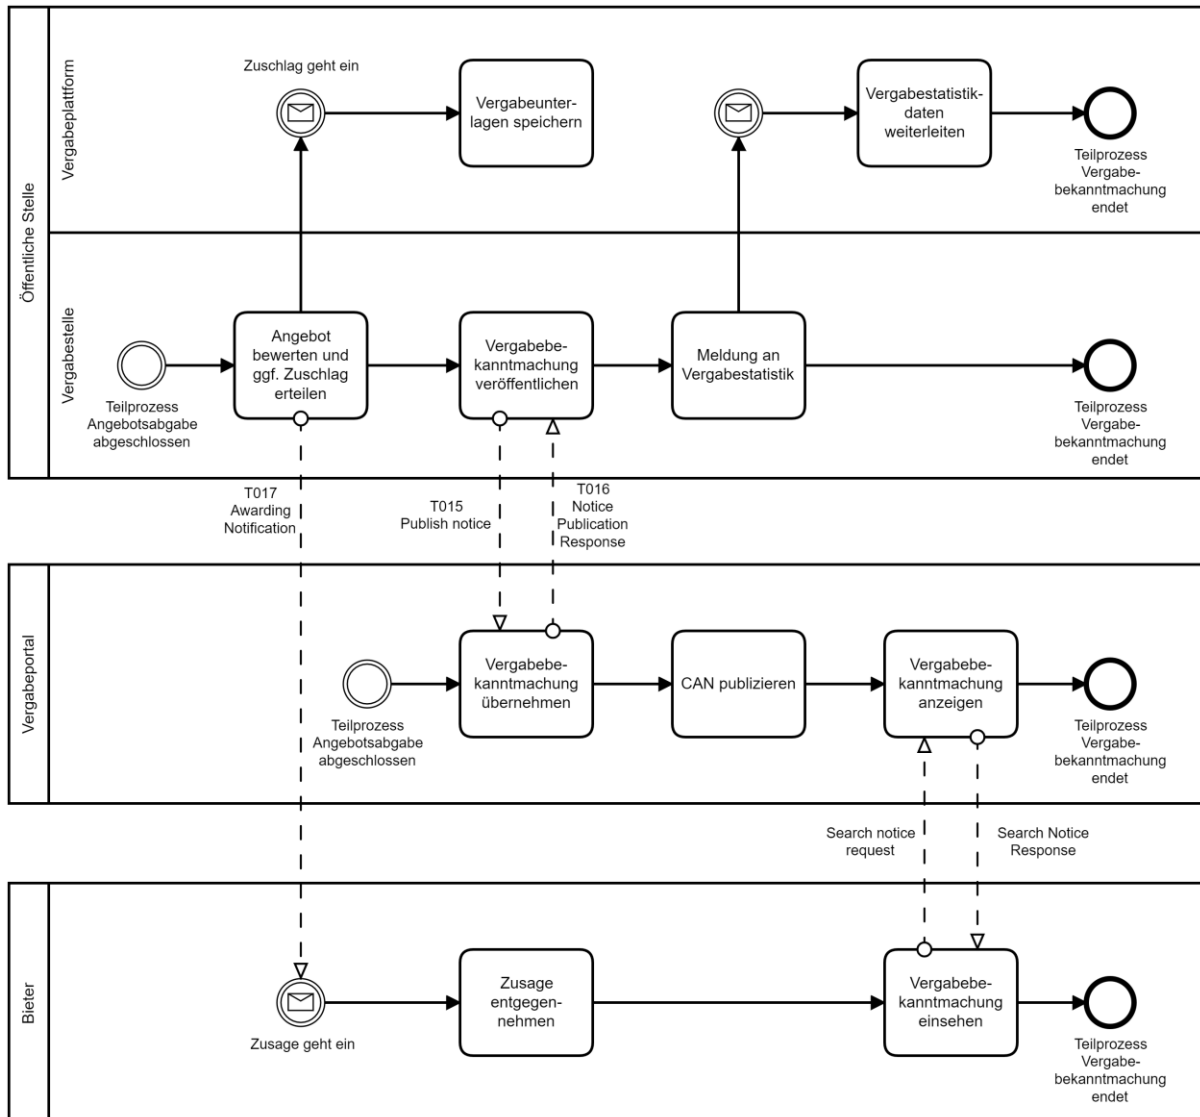 Öffentliche Stelle
Vergabeplattform
Zuschlag geht ein
Vergabeunter-
lagen speichern
Vergabestatistik-
daten
weiterleiten
Teilprozess
Vergabe-
bekanntmachung
endet
Vergabestelle
Teilprozess
Angebotsabgabe
abgeschlossen
Angebot
bewerten und
ggf. Zuschlag
erteilen
Vergabebe-
kanntmachung
veröffentlichen
Meldung an
Vergabestatistik
Teilprozess
Vergabe-
bekanntmachung
endet
T017
Awarding
Notification
T015
Publish notice
T016
Notice
Publication
Response
Vergabeportal
Teilprozess
Angebotsabgabe
abgeschlossen
Vergabebe-
kanntmachung
übernehmen
CAN publizieren
Vergabebe-
kanntmachung
anzeigen
Teilprozess
Vergabe-
bekanntmachung
endet
Search notice
request
Search Notice
Response
Bieter
Zusage geht ein
Zusage
entgegen-
nehmen
Vergabebe-
kanntmachung
einsehen
Teilprozess
Vergabe-
bekanntmachung
endet